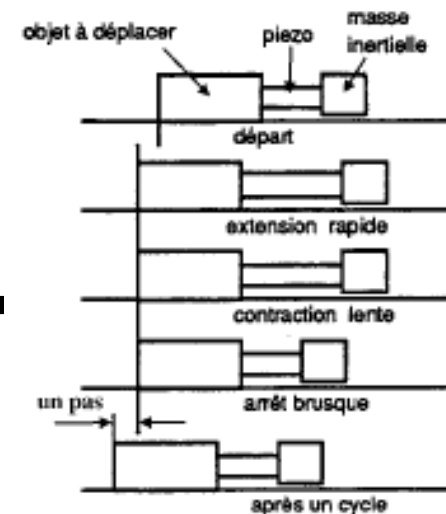 objet à déplacer
piezo
masse
inertielle
départ
extension rapide
contraction lente
arrêt brusque
un pas
après un cycle